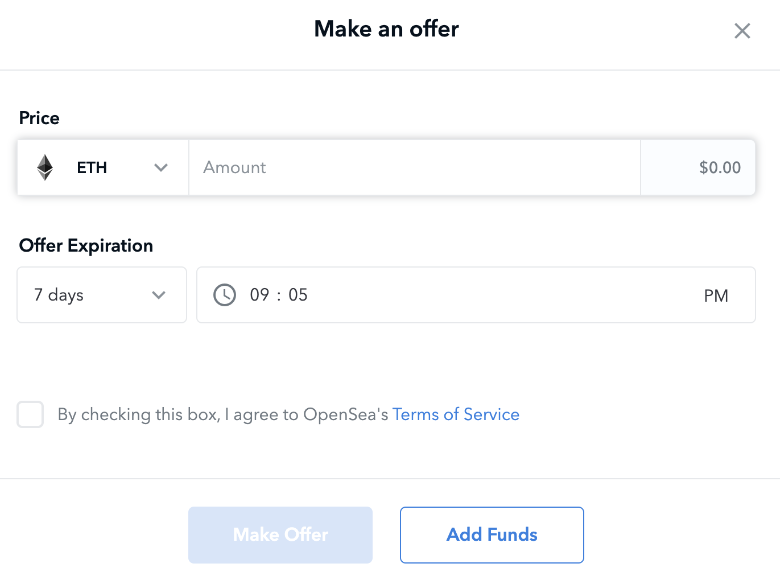 Make an offer
Price
ETH Amount $0.00
Offer Expiration
7 days 09 : 05 PM
By checking this box, I agree to OpenSea's Terms of Service
Make Offer Add Funds